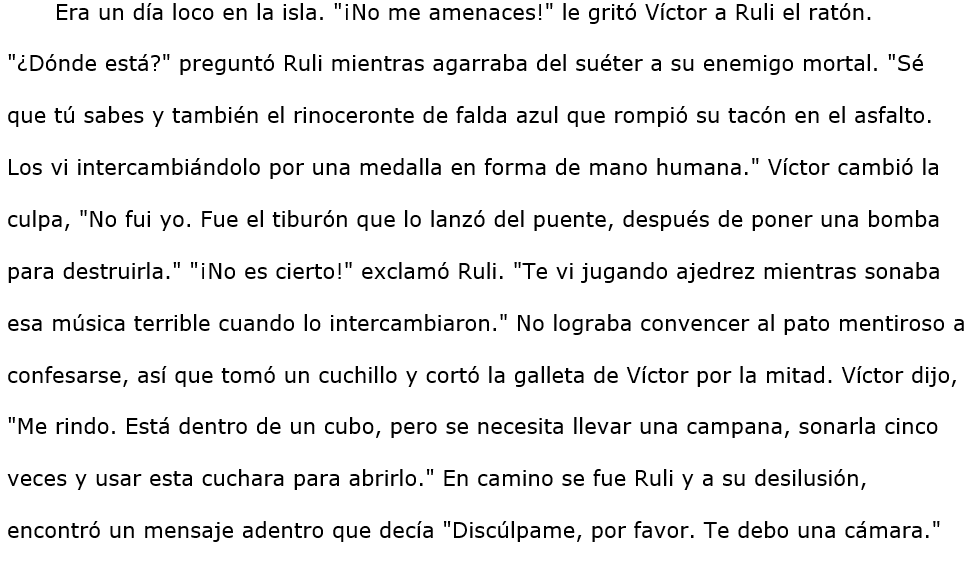 Era un día loco en la isla. "¡No me amenaces!" le gritó Víctor a Ruli el ratón.
"¿Dónde está?" preguntó Ruli mientras agarraba del suéter a su enemigo mortal. "Sé
que tú sabes y también el rinoceronte de falda azul que rompió su tacón en el asfalto.
Los vi intercambiándolo por una medalla en forma de mano humana." Víctor cambió la
culpa, "No fui yo. Fue el tiburón que lo lanzó del puente, después de poner una bomba
para destruirla." "¡No es cierto!" exclamó Ruli. "Te vi jugando ajedrez mientras sonaba
esa música terrible cuando lo intercambiaron." No lograba convencer al pato mentiroso a
confesarse, así que tomó un cuchillo y cortó la galleta de Víctor por la mitad. Víctor dijo,
"Me rindo. Está dentro de un cubo, pero se necesita llevar una campana, sonarla cinco
veces y usar esta cuchara para abrirlo." En camino se fue Ruli y a su desilusión,
encontró un mensaje adentro que decía "Discúlpame, por favor. Te debo una cámara."